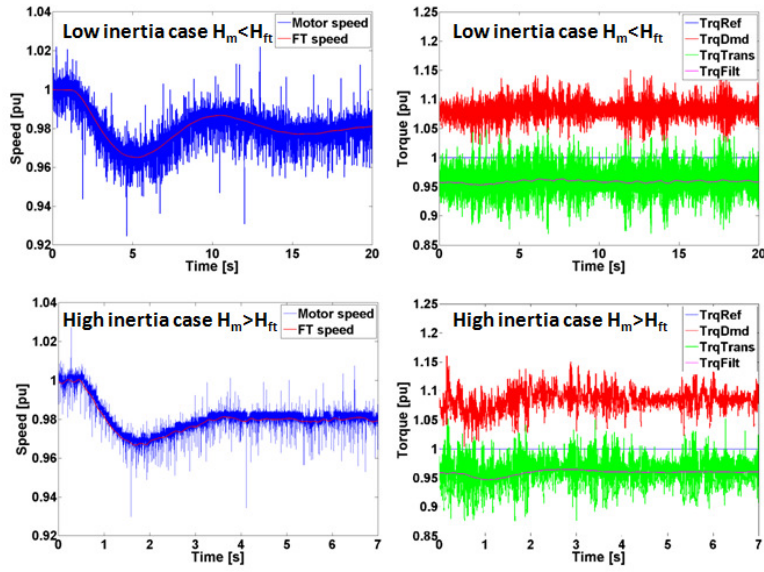 Low inertia case Hm<Hft
Motor speed
FT speed
Speed [pu]
1.04
1.02
1
0.98
0.96
0.94
0.92
0
5
10
15
20
Time [s]
Low inertia case Hm<Hft
TrqRef
TrqDmd
TrqTrans
TrqFilt
Torque [pu]
1.25
1.2
1.15
1.1
1.05
1
0.95
0.9
0.85
0
5
10
15
20
Time [s]
High inertia case Hm>Hft
Motor speed
FT speed
Speed [pu]
1.04
1.02
1
0.98
0.96
0.94
0.92
0
1
2
3
4
5
6
7
Time [s]
High inertia case Hm>Hft
TrqRef
TrqDmd
TrqTrans
TrqFilt
Torque [pu]
1.25
1.2
1.15
1.1
1.05
1
0.95
0.9
0.85
0
1
2
3
4
5
6
7
Time [s]